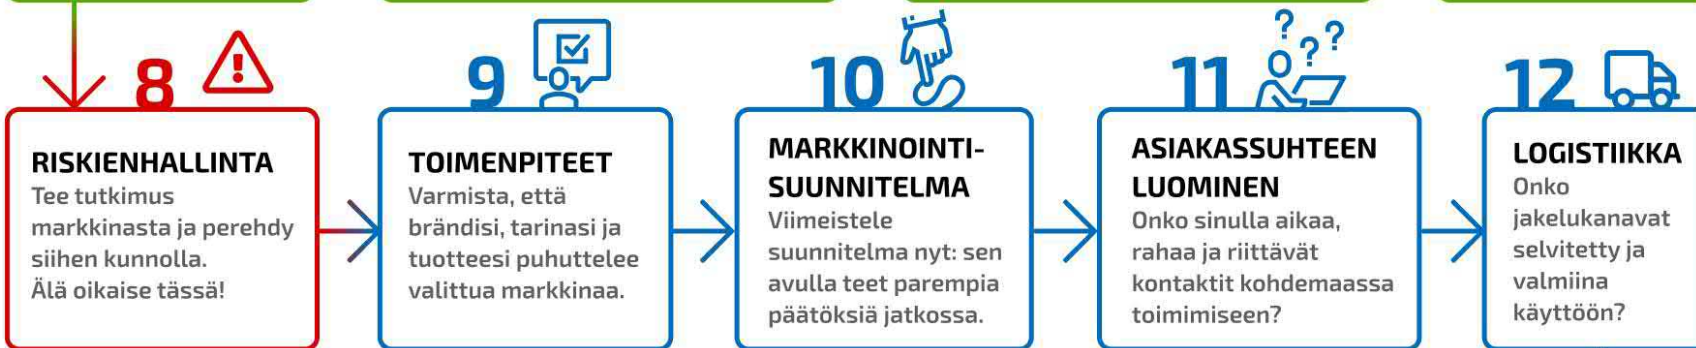 8
RISKIENHALLINTA
Tee tutkimus
markkinasta ja perehdy
siihen kunnolla.
Älä oikaise tässä!
9
TOIMENPITEET
Varmista, että
brändisi, tarinasi ja
tuotteesi puhuttelee
valittua markkinaa.
10
MARKKINOINTI-
SUUNNITELMA
Viimeistele
suunnitelma nyt: sen
avulla teet parempia
päätöksiä jatkossa.
???
11
ASIAKASSUHTEEN
LUOMINEN
Onko sinulla aikaa,
rahaa ja riittävät
kontaktit kohdemaassa
toimimiseen?
12
LOGISTIIKKA
Onko
jakelukanavat
selvitetty ja
valmiina
käyttöön?